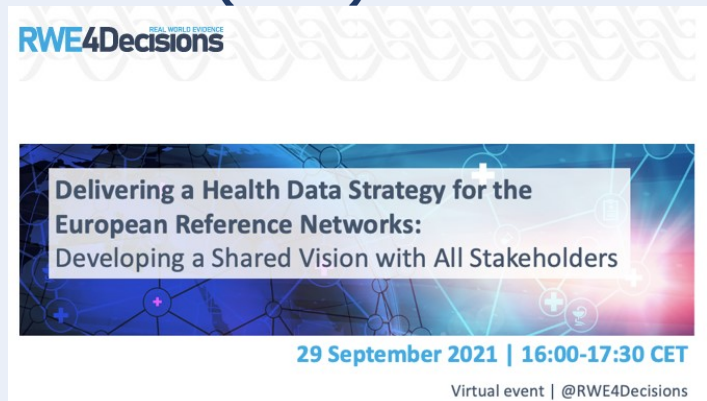 REAL WORLD EVIDENCE
RWE4Decisions
Delivering a Health Data Strategy for the
European Reference Networks:
Developing a Shared Vision with All Stakeholders
29 September 2021 | 16:00-17:30 CET
Virtual event | @RWE4Decisions